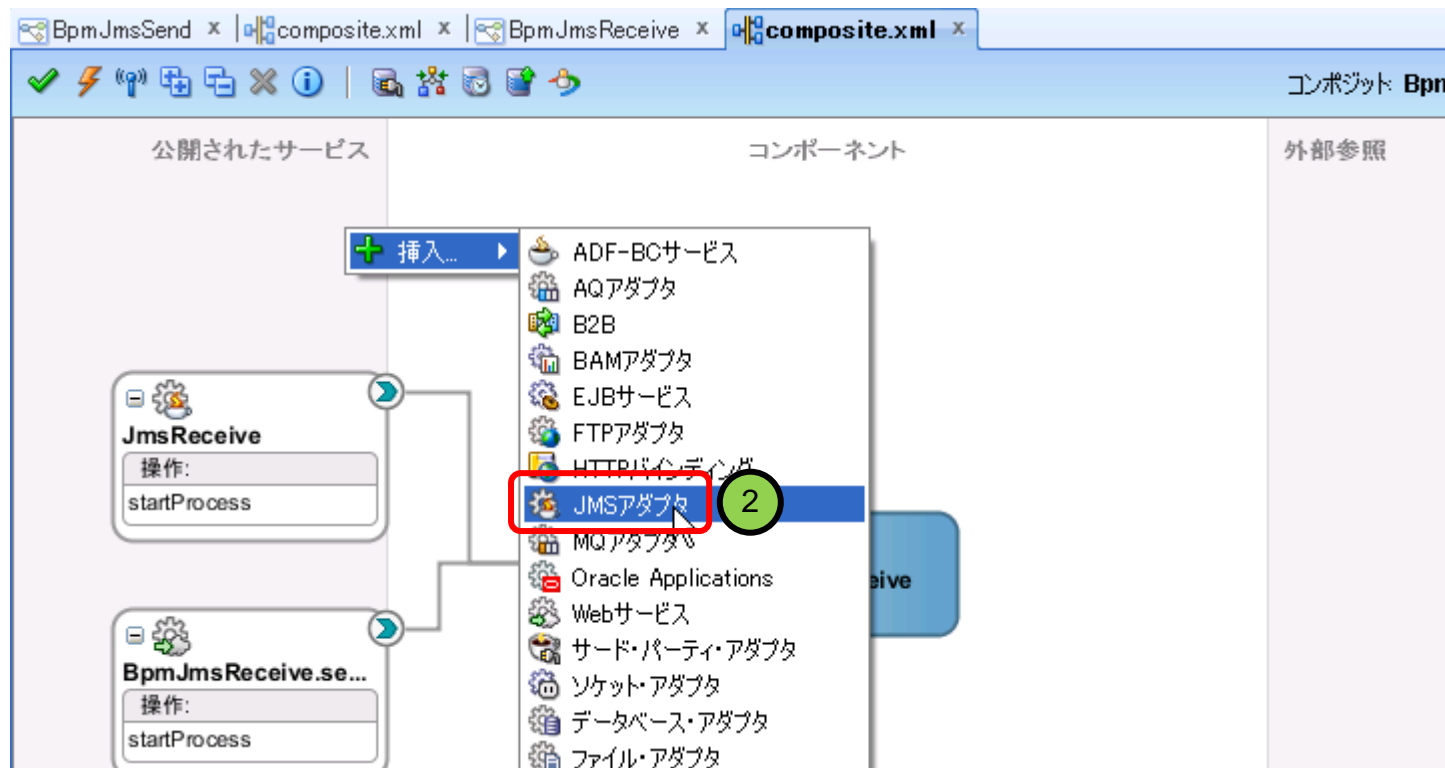 BpmJmsSend x composite.xml x BpmJmsReceive x composite.xml x
コンポジット: Bpm
公開されたサービス
コンポーネント
外部参照
挿入...
ADF-BCサービス
AQアダプタ
B2B
BAMアダプタ
EJBサービス
FTPアダプタ
HTTPバインディング
JMSアダプタ
2
MQアダプタ
Oracle Applications
Webサービス
サード・パーティ・アダプタ
ソケット・アダプタ
データベース・アダプタ
ファイル・アダプタ
JmsReceive
操作:
startProcess
BpmJmsReceive.se...
操作:
startProcess
eive